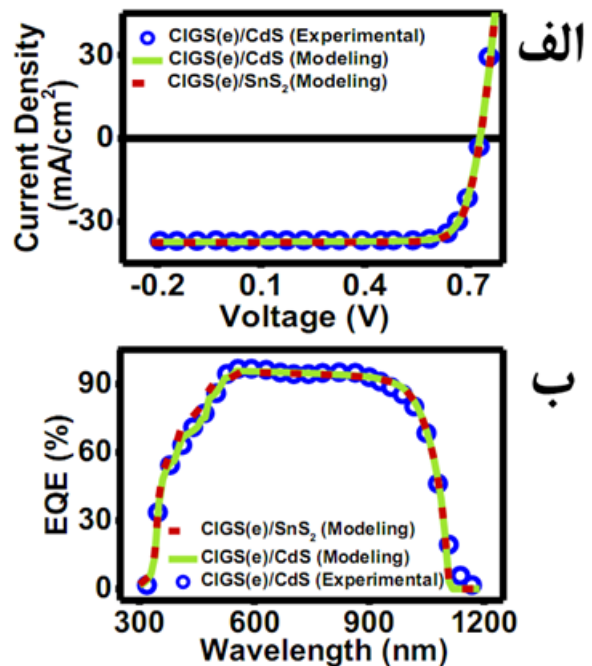 الف
30
0
-30
Current Density
(mA/cm²)
CIGS(e)/CdS (Experimental)
CIGS(e)/CdS (Modeling)
CIGS(e)/SnS₂(Modeling)
-0.2 0.1 0.4 0.7
Voltage (V)
ب
90
60
30
0
EQE (%)
CIGS(e)/SnS₂ (Modeling)
CIGS(e)/CdS (Modeling)
CIGS(e)/CdS (Experimental)
300 600 900 1200
Wavelength (nm)